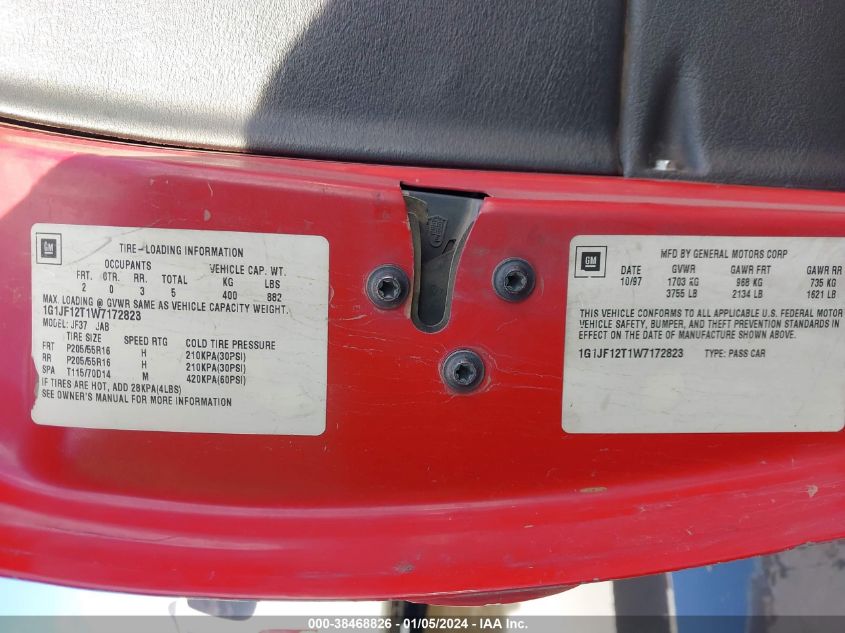 GM
TIRE-LOADING INFORMATION
OCCUPANTS VEHICLE CAP. WT.
FRT. CTR. RR. TOTAL KG LBS
2 0 3 5 400 882
MAX. LOADING @ GVWR SAME AS VEHICLE CAPACITY WEIGHT.
1G1JF12T1W7172823
MODEL: JF37 JAB
TIRE SIZE SPEED RTG COLD TIRE PRESSURE
FRT P205/55R16 H 210KPA(30PSI)
RR P205/55R16 H 210KPA(30PSI)
SPA T115/70D14 M 420KPA(60PSI)
IF TIRES ARE HOT, ADD 28KPA(4LBS)
SEE OWNER'S MANUAL FOR MORE INFORMATION
GM
MFD BY GENERAL MOTORS CORP
DATE GVWR GAWR FRT GAWR RR
10/97 1703 KG 968 KG 735 KG
3755 LB 2134 LB 1621 LB
THIS VEHICLE CONFORMS TO ALL APPLICABLE U.S. FEDERAL MOTOR
VEHICLE SAFETY, BUMPER, AND THEFT PREVENTION STANDARDS IN
EFFECT ON THE DATE OF MANUFACTURE SHOWN ABOVE.
1G1JF12T1W7172823 TYPE: PASS CAR
000-38468826 - 01/05/2024 - IAA Inc.